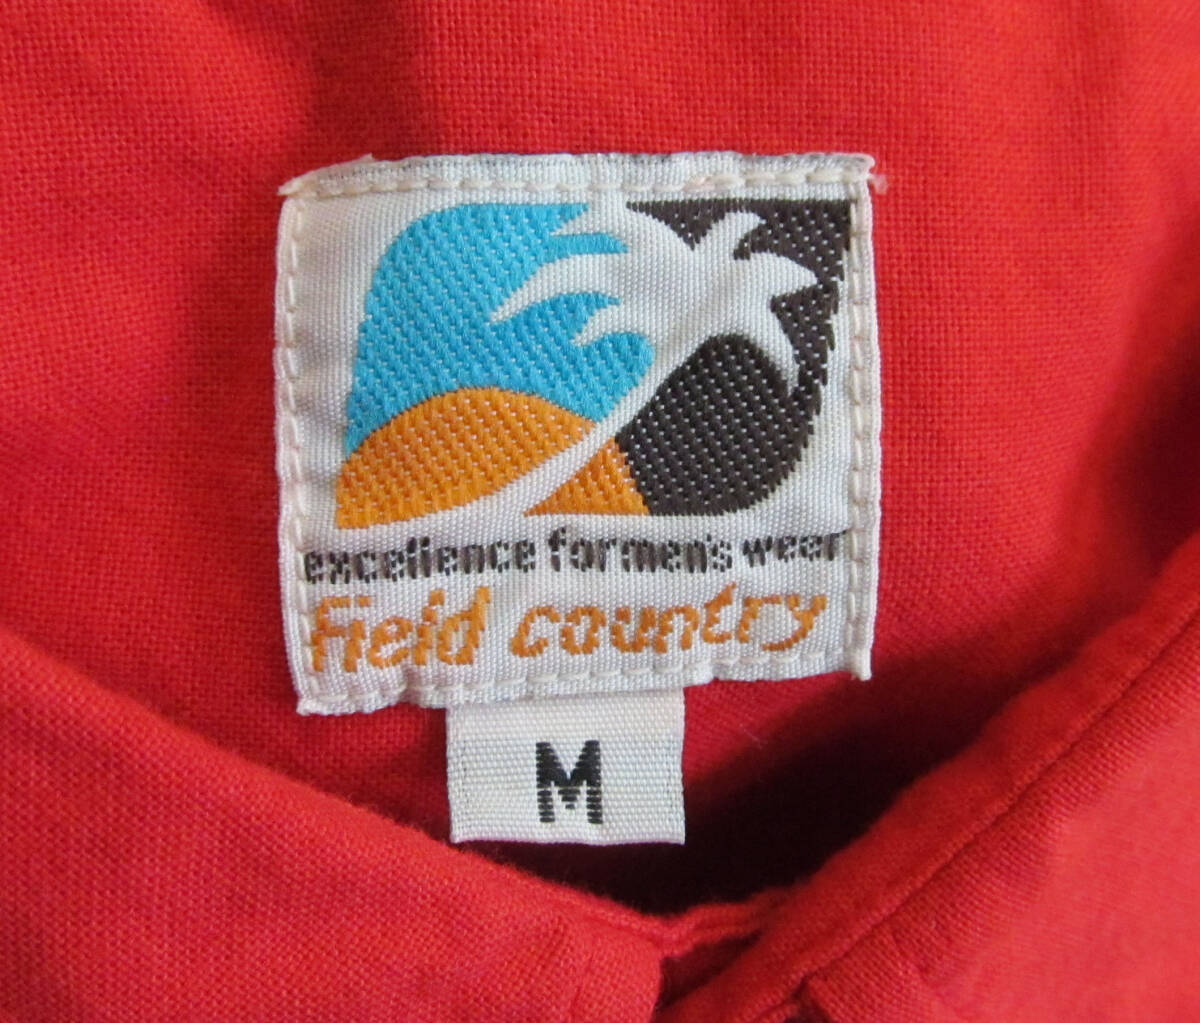 excellence for men's wear
field country
M